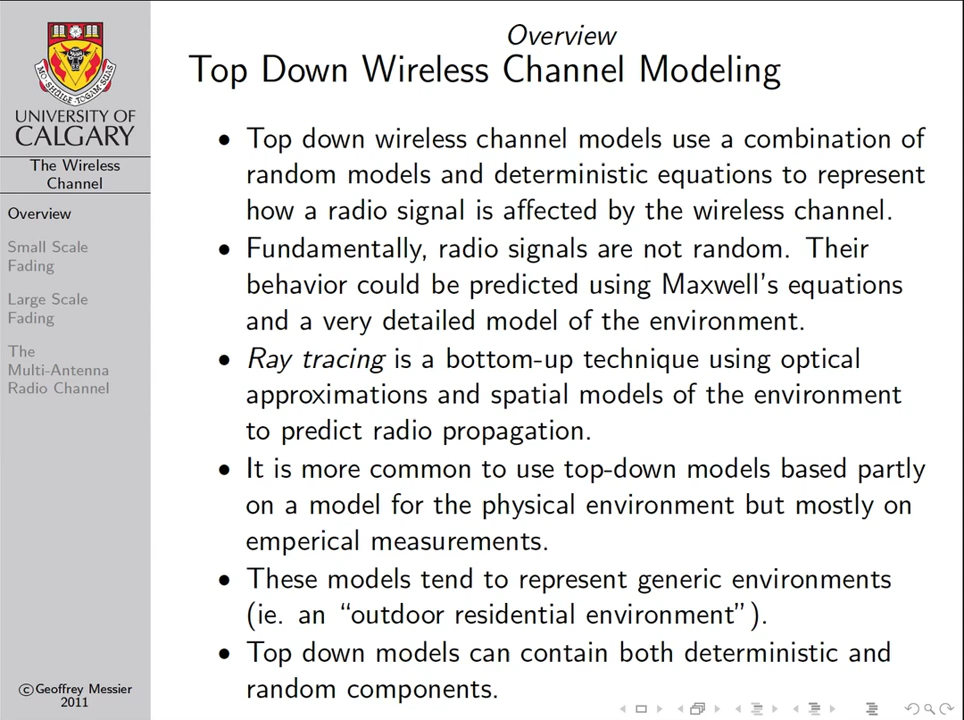 MO·SHÙILE TOGAM·SUAS
UNIVERSITY OF
CALGARY
The Wireless
Channel
Overview
Small Scale
Fading
Large Scale
Fading
The
Multi-Antenna
Radio Channel
©Geoffrey Messier
2011
Overview
Top Down Wireless Channel Modeling
• Top down wireless channel models use a combination of
random models and deterministic equations to represent
how a radio signal is affected by the wireless channel.
• Fundamentally, radio signals are not random. Their
behavior could be predicted using Maxwell's equations
and a very detailed model of the environment.
• Ray tracing is a bottom-up technique using optical
approximations and spatial models of the environment
to predict radio propagation.
• It is more common to use top-down models based partly
on a model for the physical environment but mostly on
emperical measurements.
• These models tend to represent generic environments
(ie. an “outdoor residential environment”).
• Top down models can contain both deterministic and
random components.